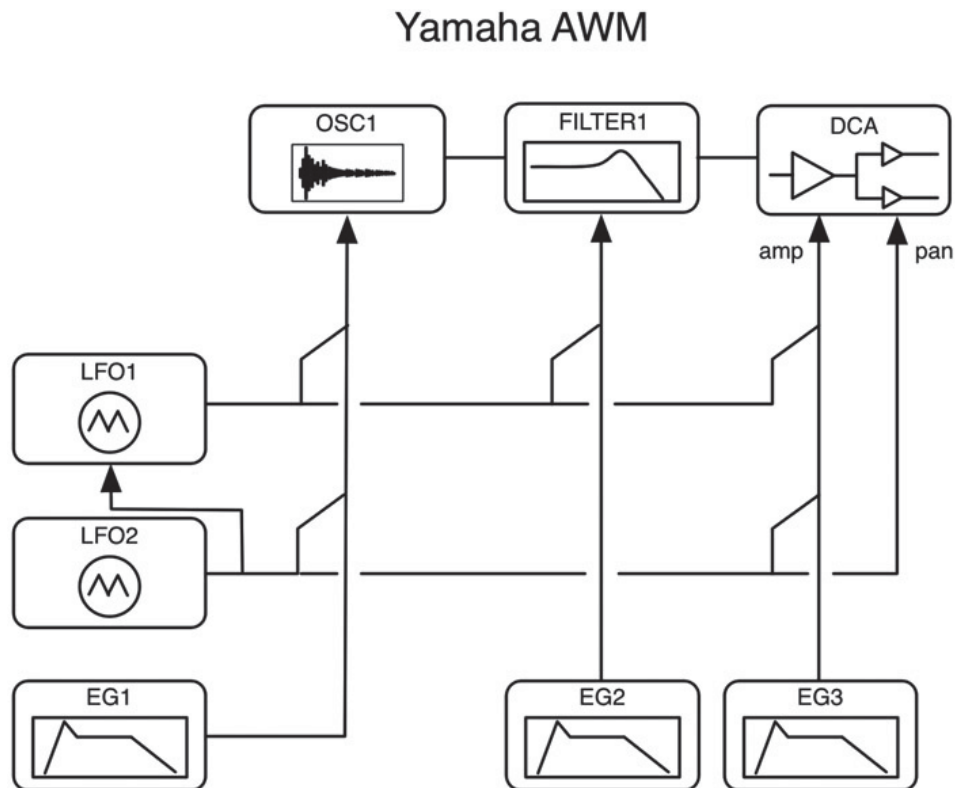 Yamaha AWM
OSC1
FILTER1
DCA
amp
pan
LFO1
LFO2
EG1
EG2
EG3